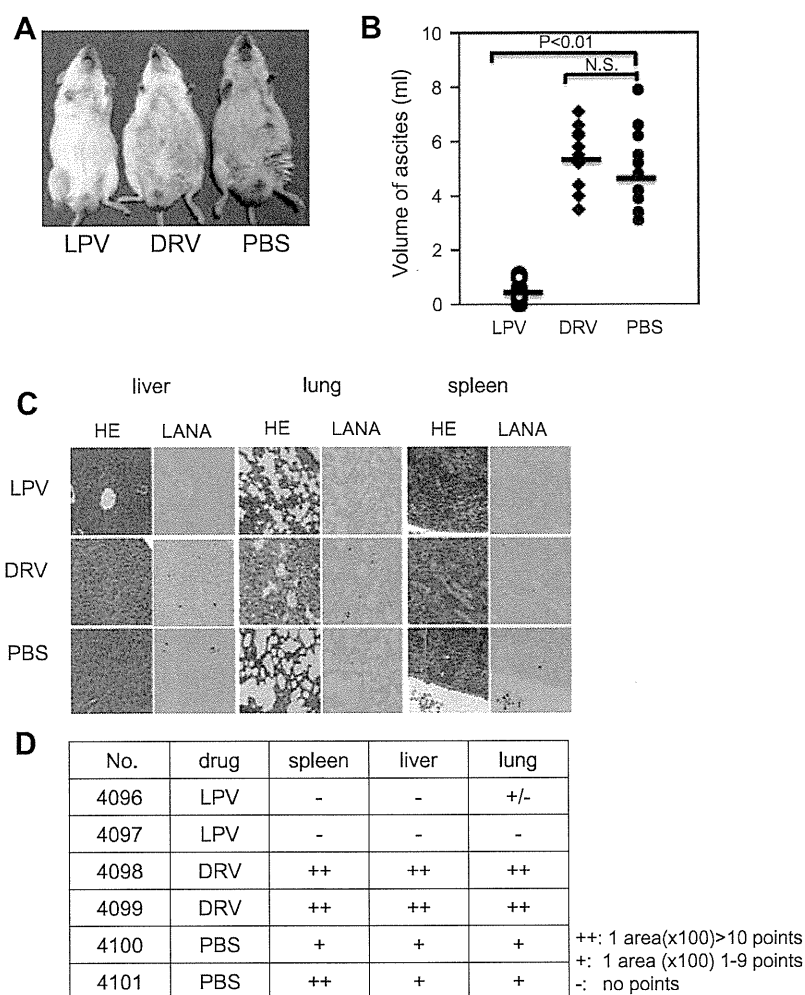 A
LPV DRV PBS
B
Volume of ascites (ml)
10
8
6
4
2
0
P<0.01
N.S.
LPV DRV PBS
C
liver lung spleen
HE LANA HE LANA HE LANA
LPV
DRV
PBS
D
No. drug spleen liver lung
4096 LPV - - +/-
4097 LPV - - -
4098 DRV ++ ++ ++
4099 DRV ++ ++ ++
4100 PBS + + +
4101 PBS ++ + +
++: 1 area(x100)>10 points
+: 1 area (x100) 1-9 points
-: no points